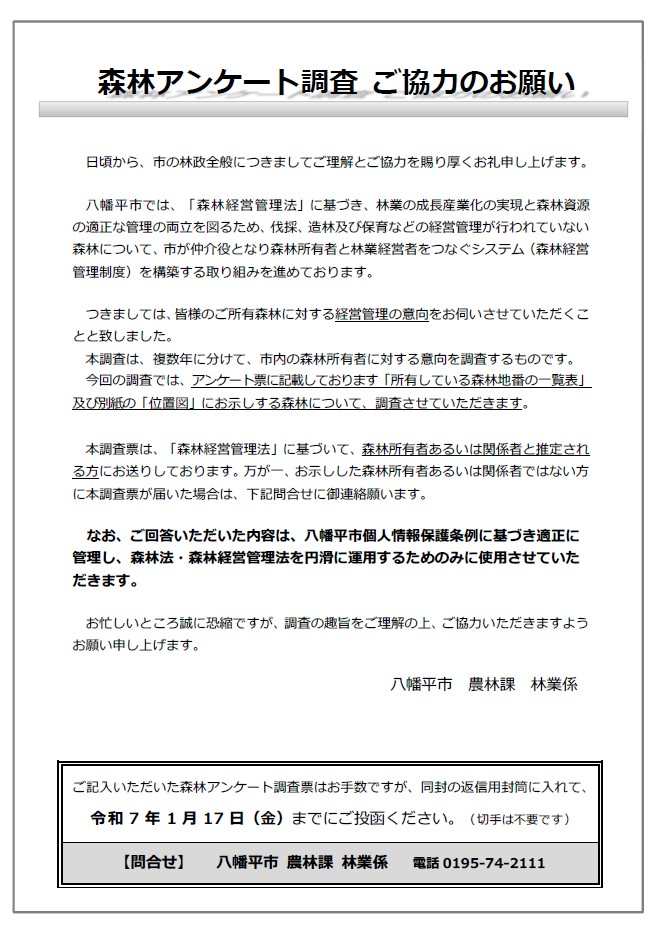 森林アンケート調査 ご協力のお願い
日頃から、市の林政全般につきましてご理解とご協力を賜り厚くお礼申し上げます。
八幡平市では、「森林経営管理法」に基づき、林業の成長産業化の実現と森林資源
の適正な管理の両立を図るため、伐採、造林及び保育などの経営管理が行われていない
森林について、市が仲介役となり森林所有者と林業経営者をつなぐシステム（森林経営
管理制度）を構築する取り組みを進めております。
つきましては、皆様のご所有森林に対する経営管理の意向をお伺いさせていただくこ
とと致しました。
本調査は、複数年に分けて、市内の森林所有者に対する意向を調査するものです。
今回の調査では、アンケート票に記載しております「所有している森林地番の一覧表」
及び別紙の「位置図」にお示しする森林について、調査させていただきます。
本調査票は、「森林経営管理法」に基づいて、森林所有者あるいは関係者と推定され
る方にお送りしております。万が一、お示しした森林所有者あるいは関係者ではない方
に本調査票が届いた場合は、下記問合せに御連絡願います。
なお、ご回答いただいた内容は、八幡平市個人情報保護条例に基づき適正に
管理し、森林法・森林経営管理法を円滑に運用するためのみに使用させていた
だきます。
お忙しいところ誠に恐縮ですが、調査の趣旨をご理解の上、ご協力いただきますよう
お願い申し上げます。
八幡平市　農林課　林業係
ご記入いただいた森林アンケート調査票はお手数ですが、同封の返信用封筒に入れて、
令和 7 年 1 月 17 日（金）までにご投函ください。（切手は不要です）
【問合せ】　八幡平市 農林課 林業係　電話 0195-74-2111